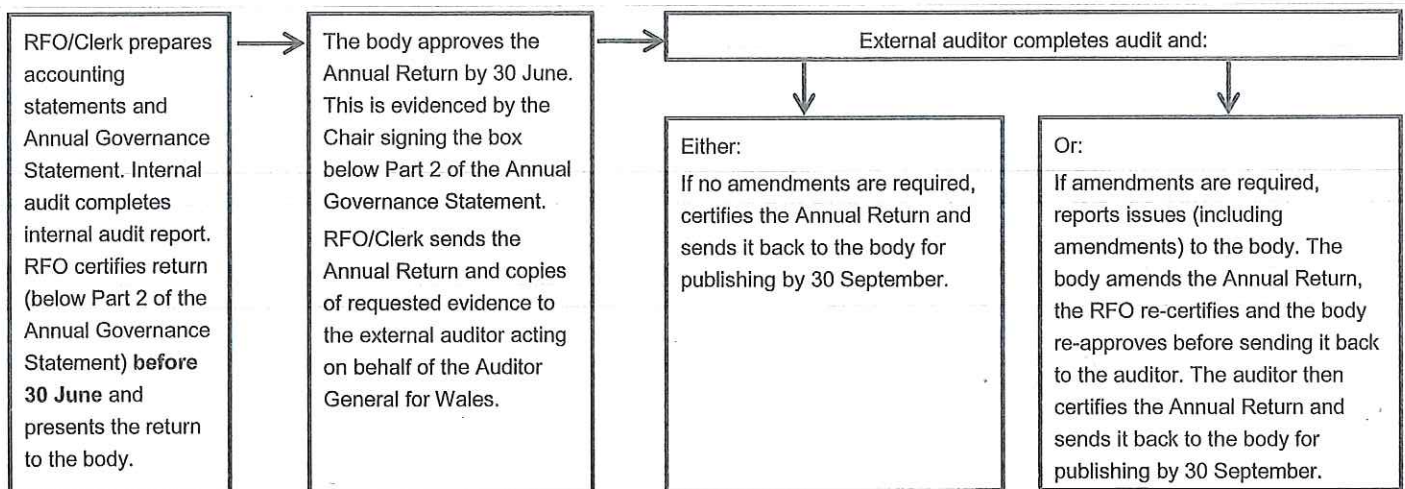 RFO/Clerk prepares
accounting
statements and
Annual Governance
Statement. Internal
audit completes
internal audit report.
RFO certifies return
(below Part 2 of the
Annual Governance
Statement) before
30 June and
presents the return
to the body.
The body approves the
Annual Return by 30 June.
This is evidenced by the
Chair signing the box
below Part 2 of the Annual
Governance Statement.
RFO/Clerk sends the
Annual Return and copies
of requested evidence to
the external auditor acting
on behalf of the Auditor
General for Wales.
External auditor completes audit and:
Either:
If no amendments are required,
certifies the Annual Return and
sends it back to the body for
publishing by 30 September.
Or:
If amendments are required,
reports issues (including
amendments) to the body. The
body amends the Annual Return,
the RFO re-certifies and the body
re-approves before sending it back
to the auditor. The auditor then
certifies the Annual Return and
sends it back to the body for
publishing by 30 September.